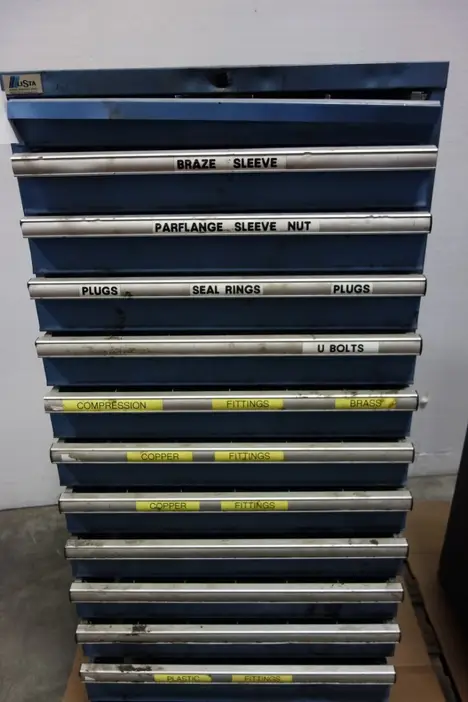 LISTA
BRAZE SLEEVE
PARFLANGE SLEEVE NUT
PLUGS SEAL RINGS PLUGS
U BOLTS
COMPRESSION FITTINGS BRASS
COPPER FITTINGS
COPPER FITTINGS
PLASTIC FITTINGS